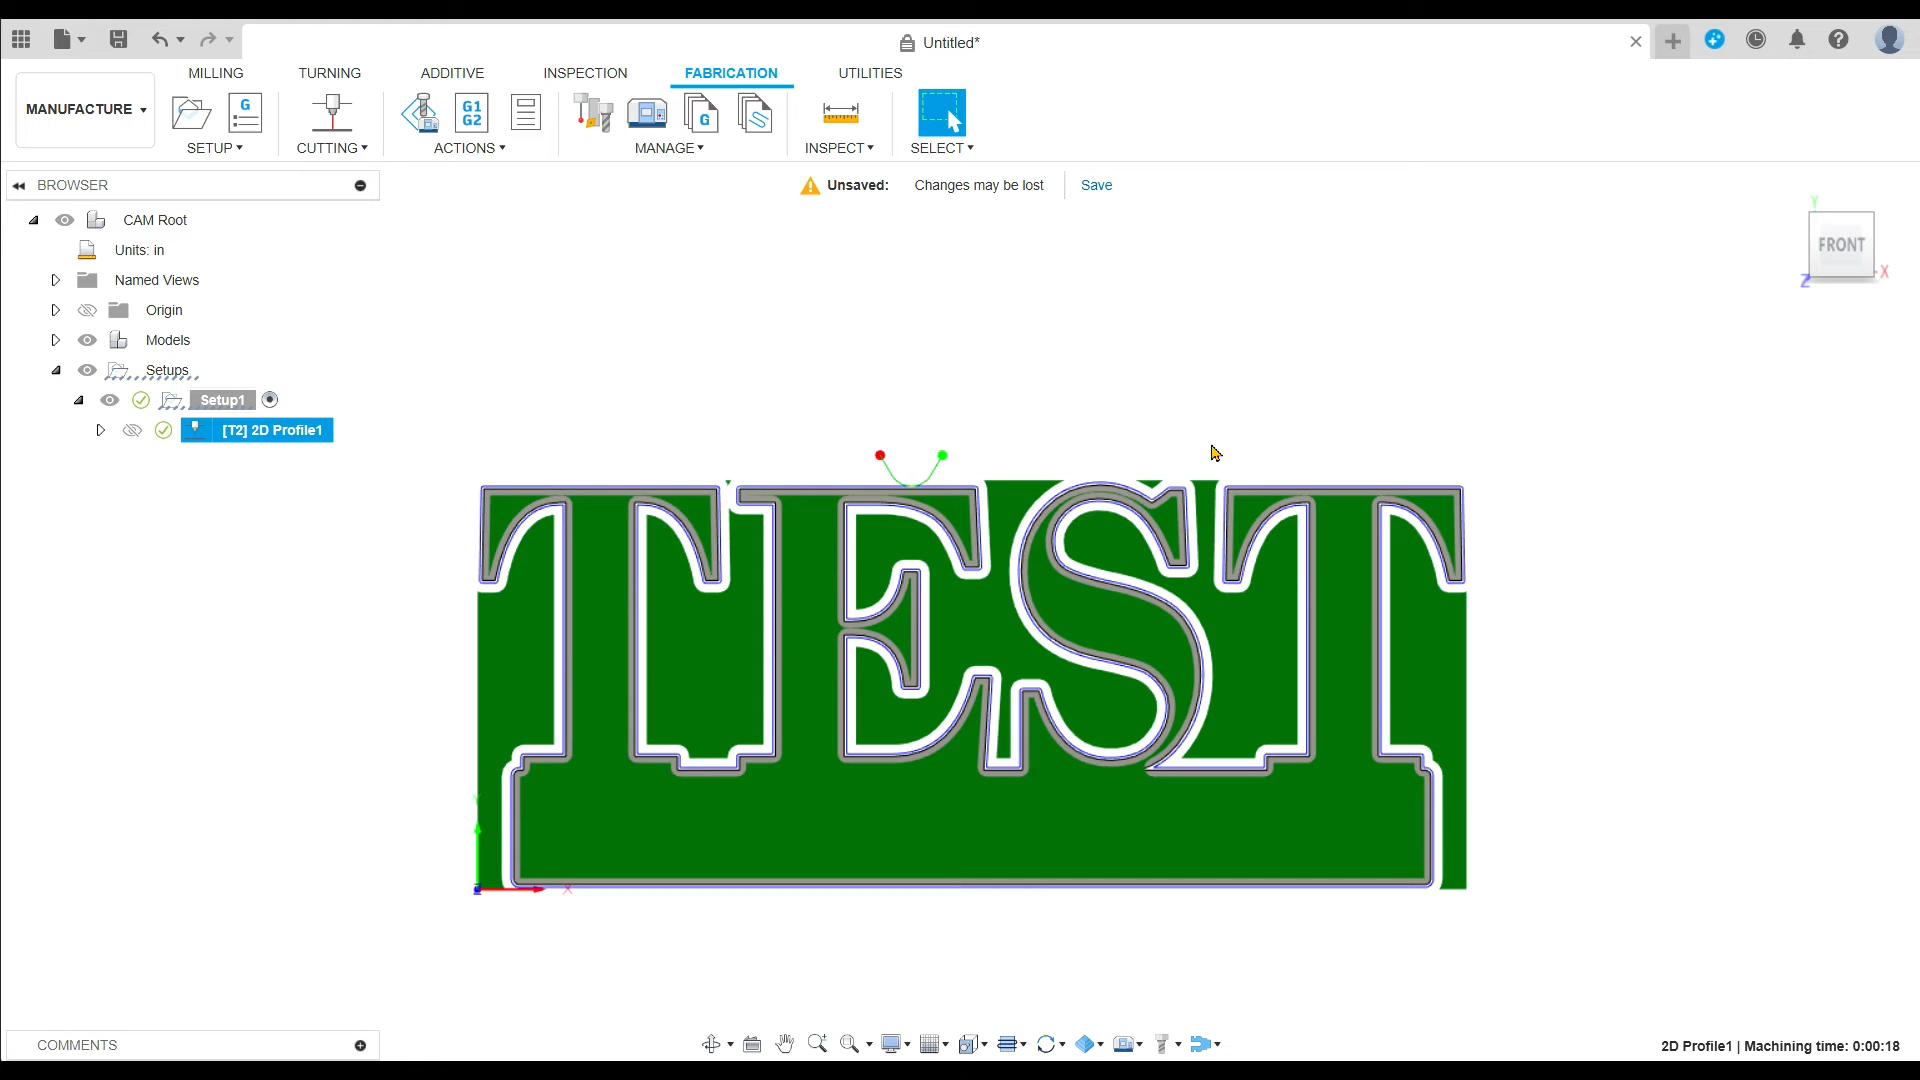 Untitled*
MILLING TURNING ADDITIVE INSPECTION FABRICATION UTILITIES
MANUFACTURE
G
G1
G2
G
SETUP CUTTING ACTIONS MANAGE INSPECT SELECT
BROWSER
Unsaved: Changes may be lost Save
CAM Root
Units: in
Named Views
Origin
Models
Setups
Setup1
[T2] 2D Profile1
Y
FRONT
X
Z
TEST
Y
X
Z
COMMENTS
2D Profile1 | Machining time: 0:00:18